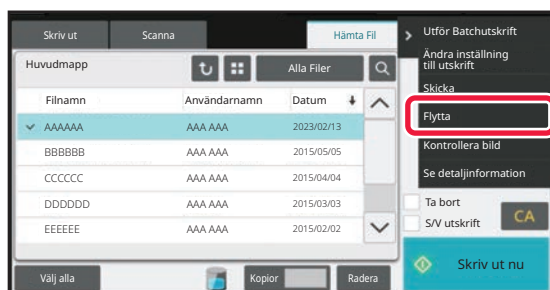 Skriv ut Scanna Hämta Fil
Huvudmapp Alla Filer
Filnamn Användarnamn Datum
AAAAAA AAA AAA 2023/02/13
BBBBBB AAA AAA 2015/05/05
CCCCCC AAA AAA 2015/04/04
DDDDDD AAA AAA 2015/03/03
EEEEEE AAA AAA 2015/02/02
Välj alla Kopior Radera
Utför Batchutskrift
Ändra inställning
till utskrift
Skicka
Flytta
Kontrollera bild
Se detaljinformation
Ta bort
S/V utskrift CA
Skriv ut nu